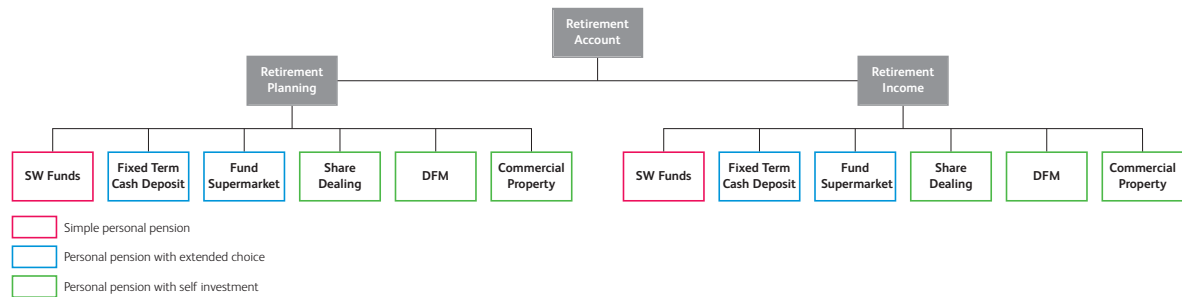 Retirement
Account
Retirement
Planning
Retirement
Income
SW Funds
Fixed Term
Cash Deposit
Fund
Supermarket
Share
Dealing
DFM
Commercial
Property
SW Funds
Fixed Term
Cash Deposit
Fund
Supermarket
Share
Dealing
DFM
Commercial
Property
Simple personal pension
Personal pension with extended choice
Personal pension with self investment